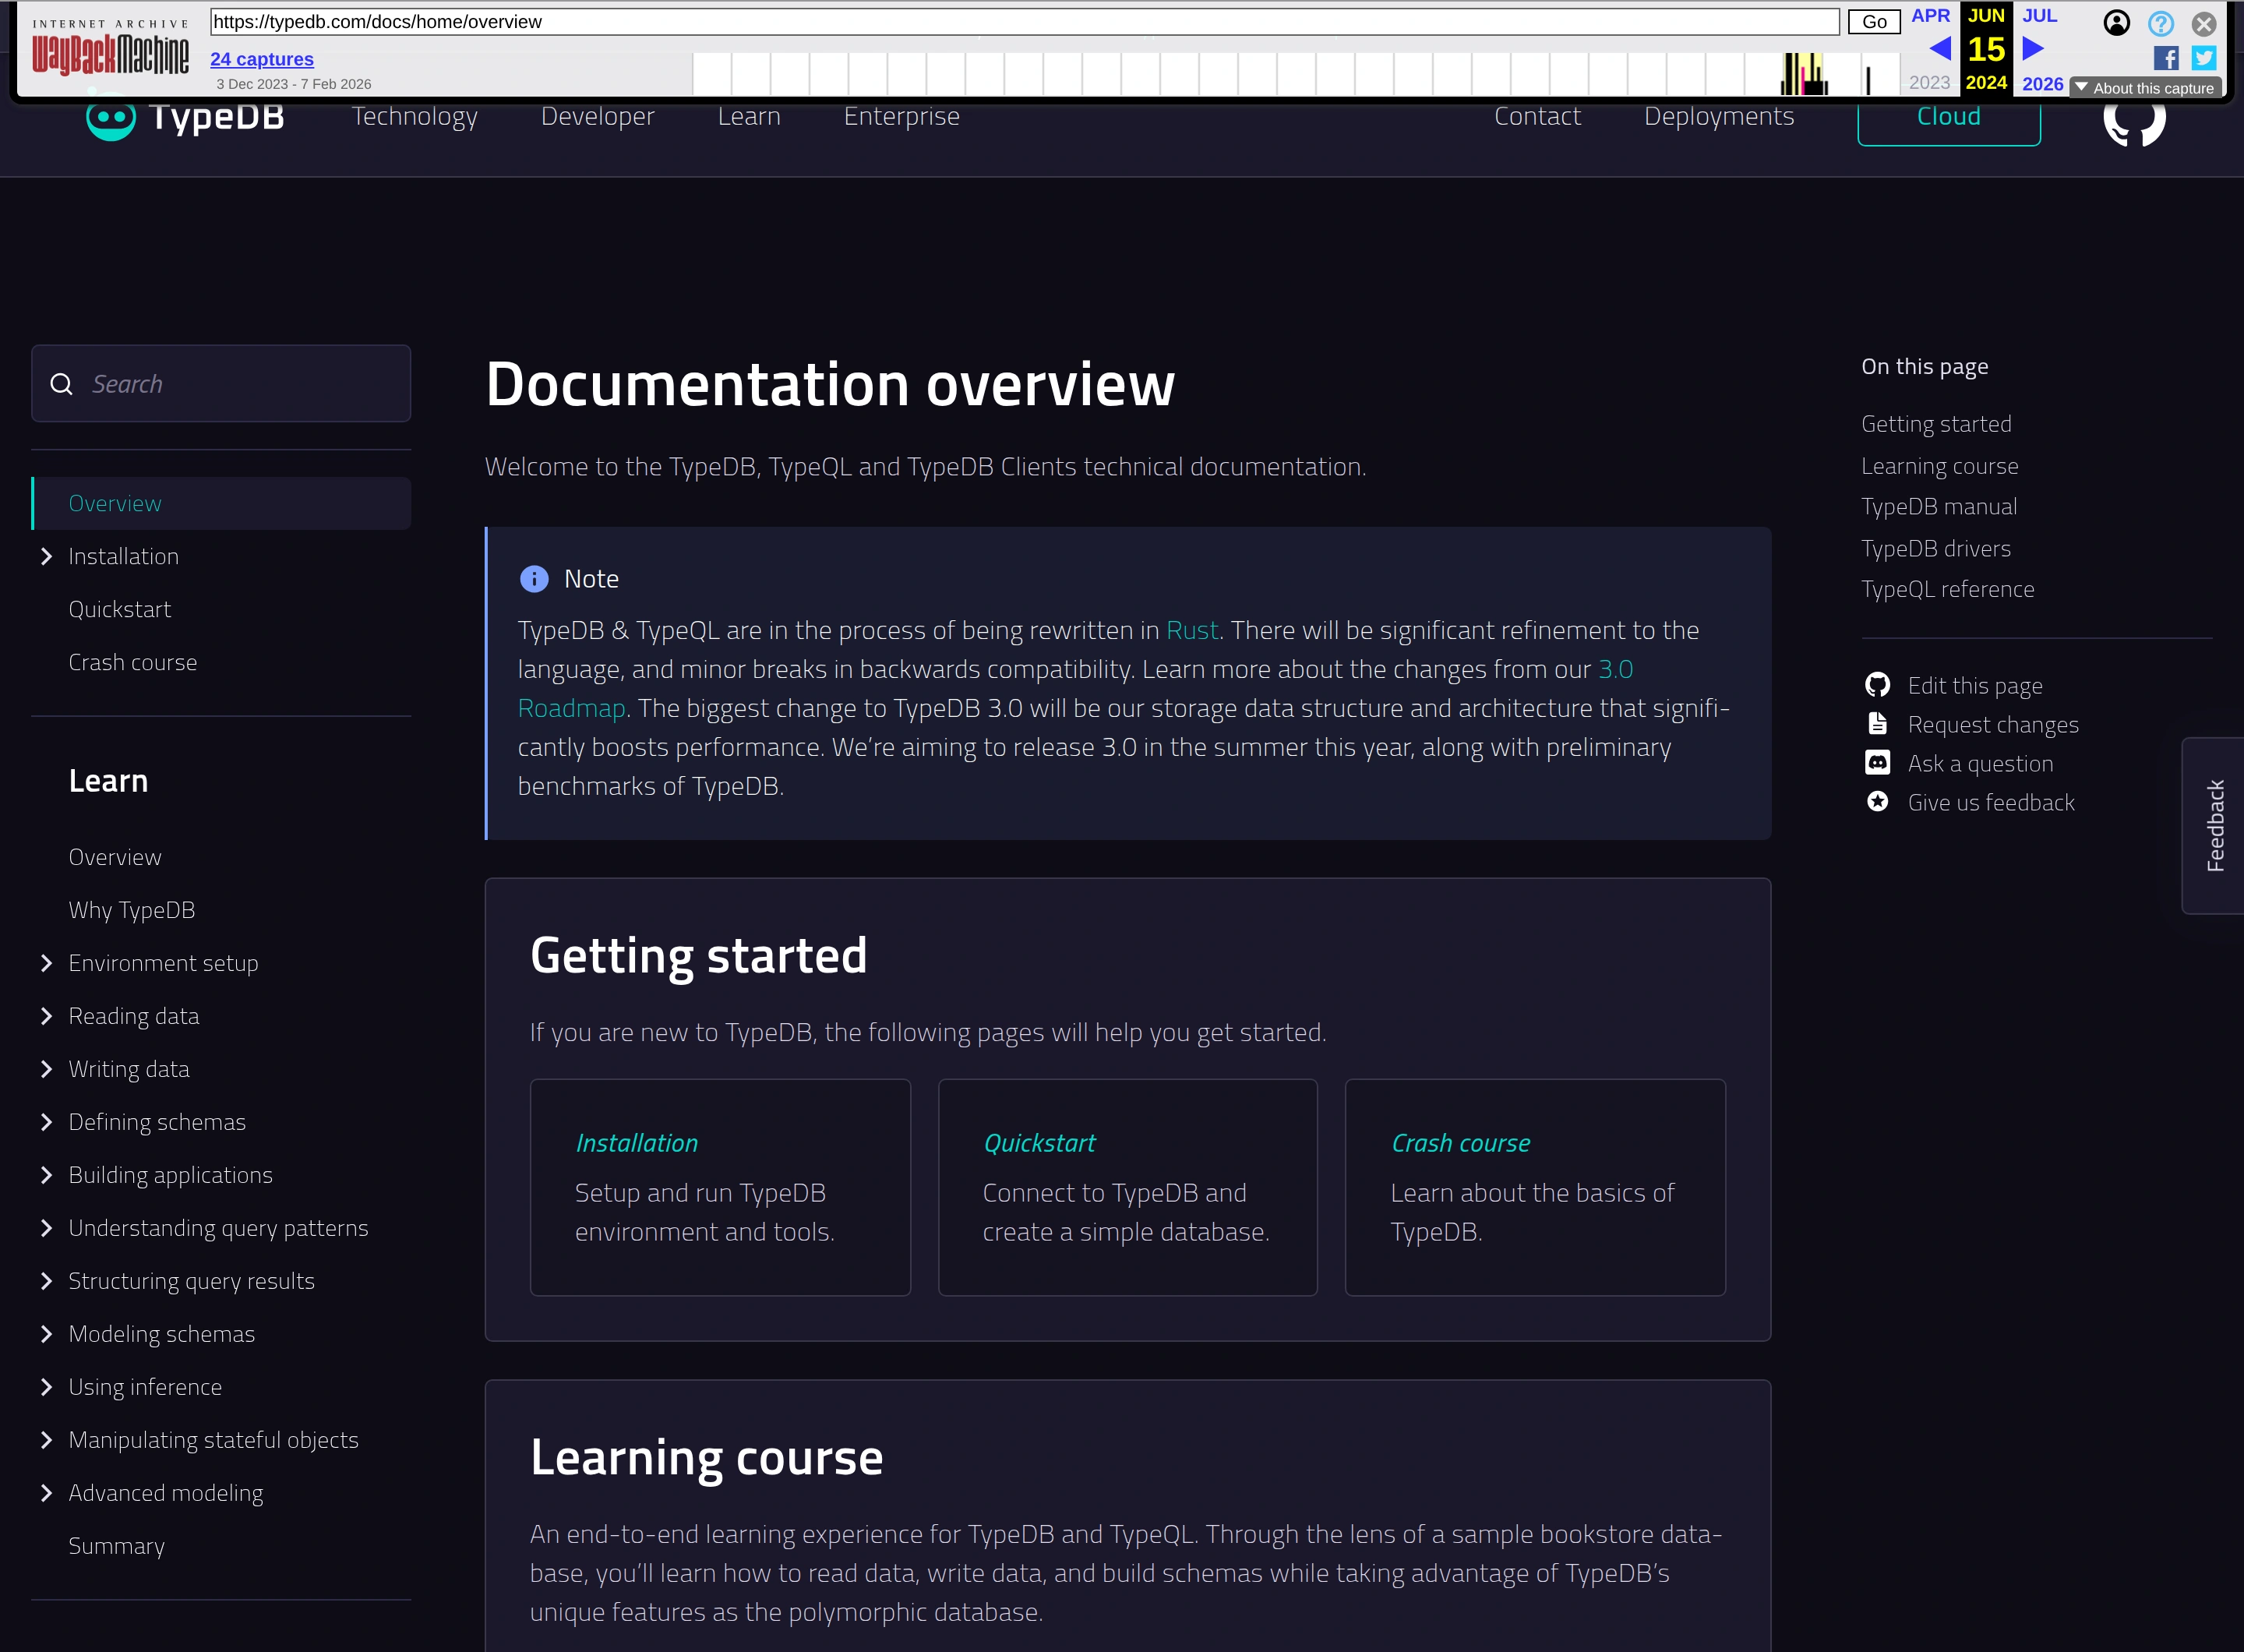 INTERNET ARCHIVE
WayBackMachine
https://typedb.com/docs/home/overview
Go
24 captures
3 Dec 2023 - 7 Feb 2026
APR JUN JUL
15
2023 2024 2026
About this capture
TypeDB
Technology
Developer
Learn
Enterprise
Contact
Deployments
Cloud
Search
Overview
Installation
Quickstart
Crash course
Learn
Overview
Why TypeDB
Environment setup
Reading data
Writing data
Defining schemas
Building applications
Understanding query patterns
Structuring query results
Modeling schemas
Using inference
Manipulating stateful objects
Advanced modeling
Summary
Documentation overview
Welcome to the TypeDB, TypeQL and TypeDB Clients technical documentation.
Note
TypeDB & TypeQL are in the process of being rewritten in Rust. There will be significant refinement to the
language, and minor breaks in backwards compatibility. Learn more about the changes from our 3.0
Roadmap. The biggest change to TypeDB 3.0 will be our storage data structure and architecture that signifi-
cantly boosts performance. We’re aiming to release 3.0 in the summer this year, along with preliminary
benchmarks of TypeDB.
Getting started
If you are new to TypeDB, the following pages will help you get started.
Installation
Setup and run TypeDB
environment and tools.
Quickstart
Connect to TypeDB and
create a simple database.
Crash course
Learn about the basics of
TypeDB.
Learning course
An end-to-end learning experience for TypeDB and TypeQL. Through the lens of a sample bookstore data-
base, you’ll learn how to read data, write data, and build schemas while taking advantage of TypeDB’s
unique features as the polymorphic database.
On this page
Getting started
Learning course
TypeDB manual
TypeDB drivers
TypeQL reference
Edit this page
Request changes
Ask a question
Give us feedback
Feedback